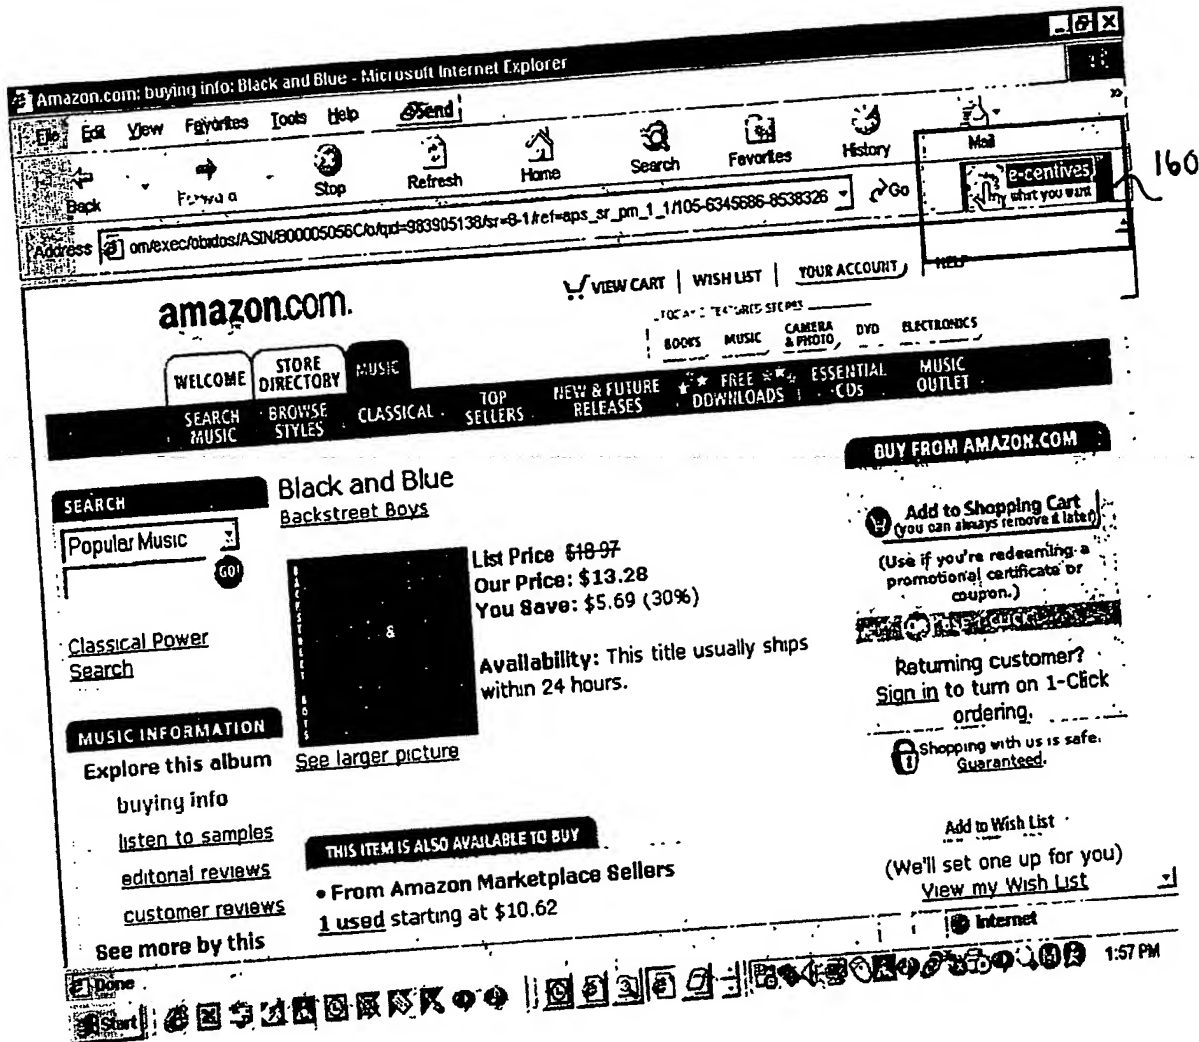 Amazon.com: buying info: Black and Blue - Microsoft Internet Explorer
File Edit View Favorites Tools Help Send
Back Stop Refresh Home Search Favorites History Mail
Address om/exec/obidos/ASIN/B00005056C/o/qid=983905138/sr=8-1/ref=aps_sr_pm_1_1/105-6345686-8538326 Go
e-centives
what you want
160
amazon.com.
VIEW CART | WISH LIST | YOUR ACCOUNT | HELP
BOOKS MUSIC CAMERA & PHOTO DVD ELECTRONICS
WELCOME STORE DIRECTORY MUSIC
SEARCH MUSIC BROWSE STYLES CLASSICAL TOP SELLERS NEW & FUTURE RELEASES FREE DOWNLOADS ESSENTIAL CDs MUSIC OUTLET
SEARCH
Popular Music
GO!
Classical Power
Search
MUSIC INFORMATION
Explore this album
buying info
listen to samples
editorial reviews
customer reviews
See more by this
Black and Blue
Backstreet Boys
BACKSTREET BOYS
&
See larger picture
List Price $18.97
Our Price: $13.28
You Save: $5.69 (30%)
Availability: This title usually ships
within 24 hours.
THIS ITEM IS ALSO AVAILABLE TO BUY
• From Amazon Marketplace Sellers
1 used starting at $10.62
BUY FROM AMAZON.COM
Add to Shopping Cart
(you can always remove it later)
(Use if you're redeeming a
promotional certificate or
coupon.)
Returning customer?
Sign in to turn on 1-Click
ordering.
Shopping with us is safe.
Guaranteed.
Add to Wish List
(We'll set one up for you)
View my Wish List
Done Internet
Start 1:57 PM